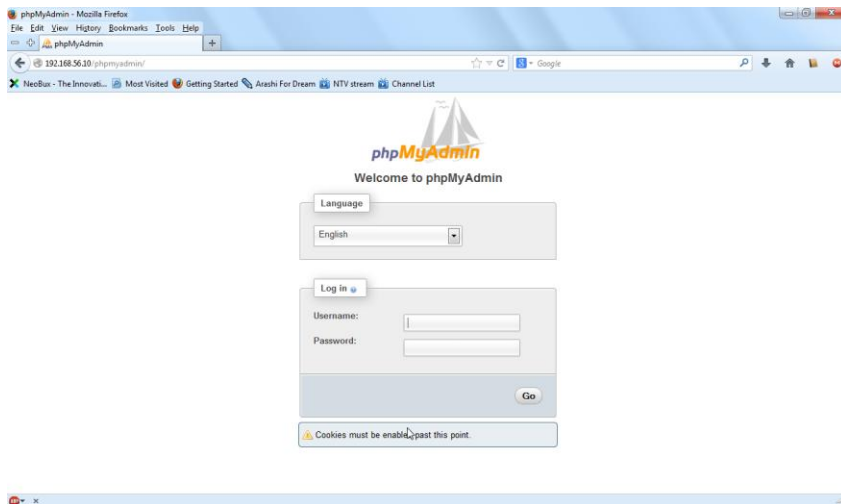 phpMyAdmin - Mozilla Firefox
File Edit View History Bookmarks Tools Help
phpMyAdmin +
192.168.56.10/phpmyadmin/ Google
NeoBux - The Innovati... Most Visited Getting Started Arashi For Dream NTV stream Channel List
phpMyAdmin
Welcome to phpMyAdmin
Language
English
Log in
Username:
Password:
Go
Cookies must be enabled past this point.
ABP x